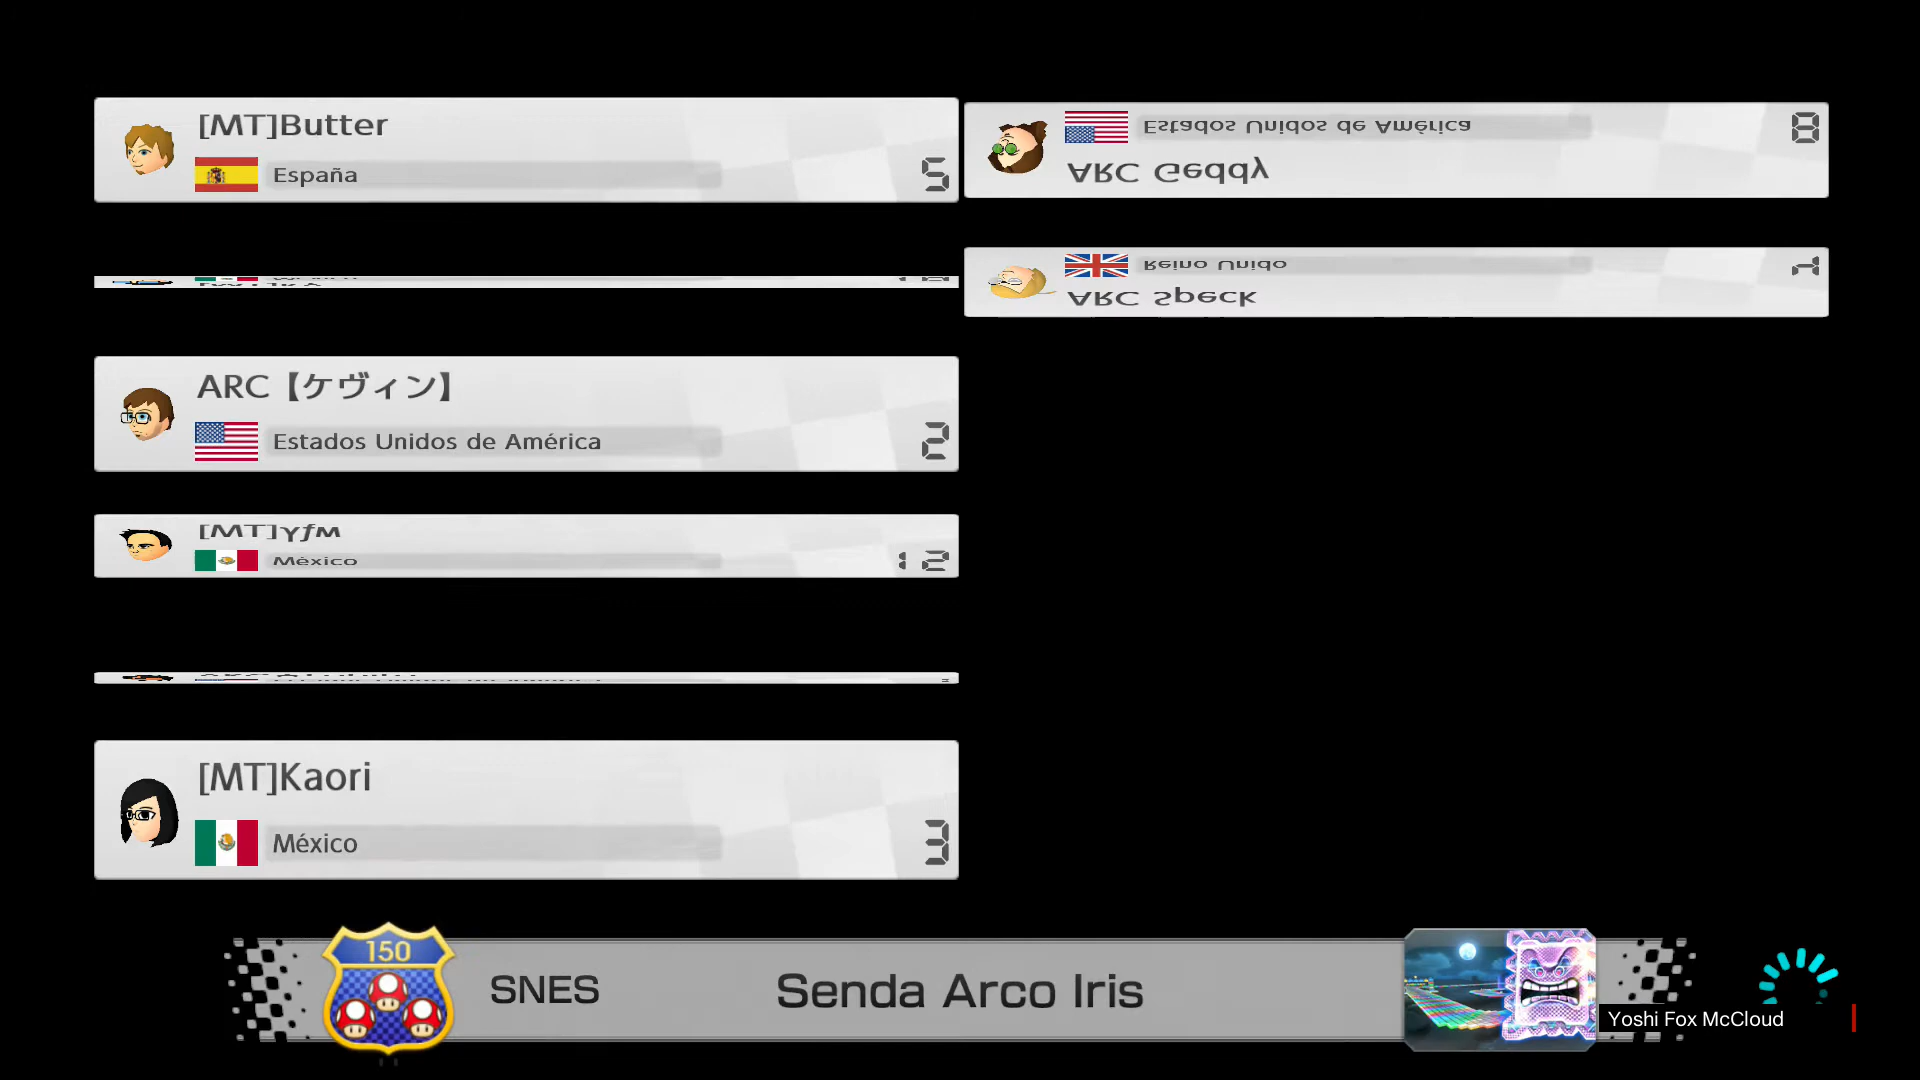 [MT]Butter
España
5
ARC【ケヴィン】
Estados Unidos de América
2
[MT]γƒм
México
12
[MT]Kaori
México
3
Estados Unidos de América
8
ARC Geddy
Reino Unido
ARC Speck
150
SNES
Senda Arco Iris
Yoshi Fox McCloud